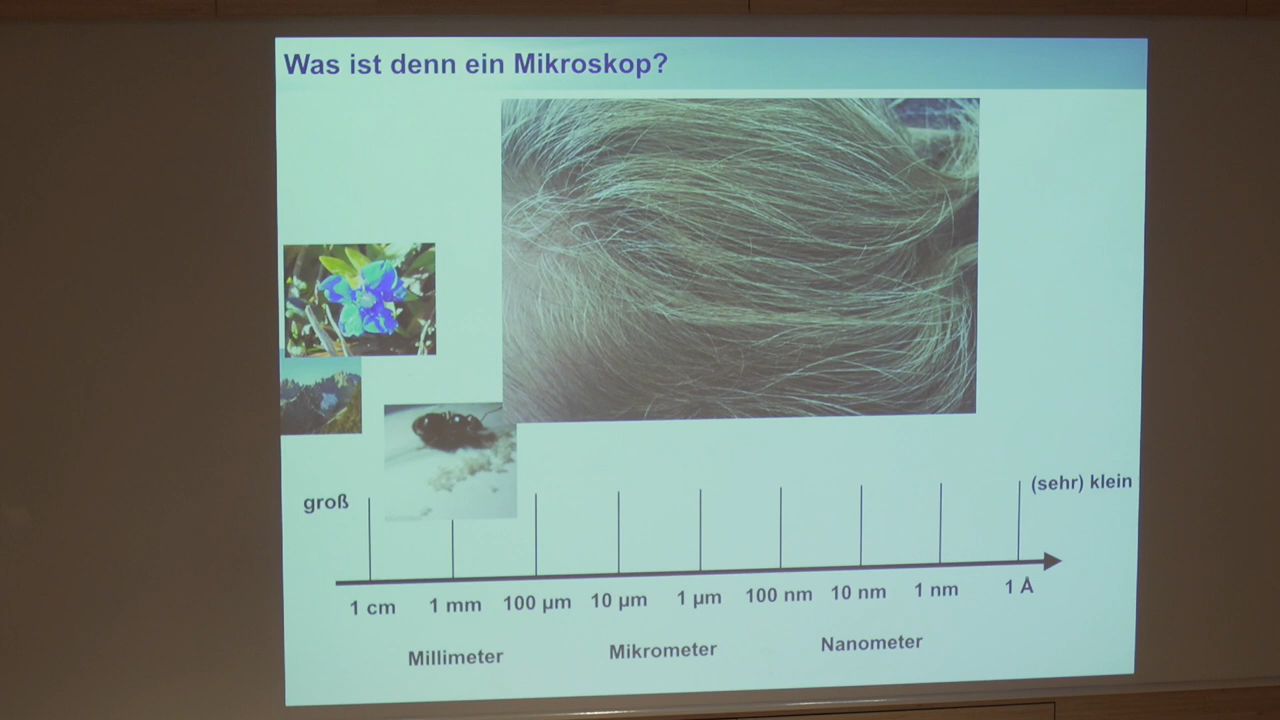 Was ist denn ein Mikroskop?
groß
(sehr) klein
1 cm 1 mm 100 µm 10 µm 1 µm 100 nm 10 nm 1 nm 1 Å
Millimeter Mikrometer Nanometer